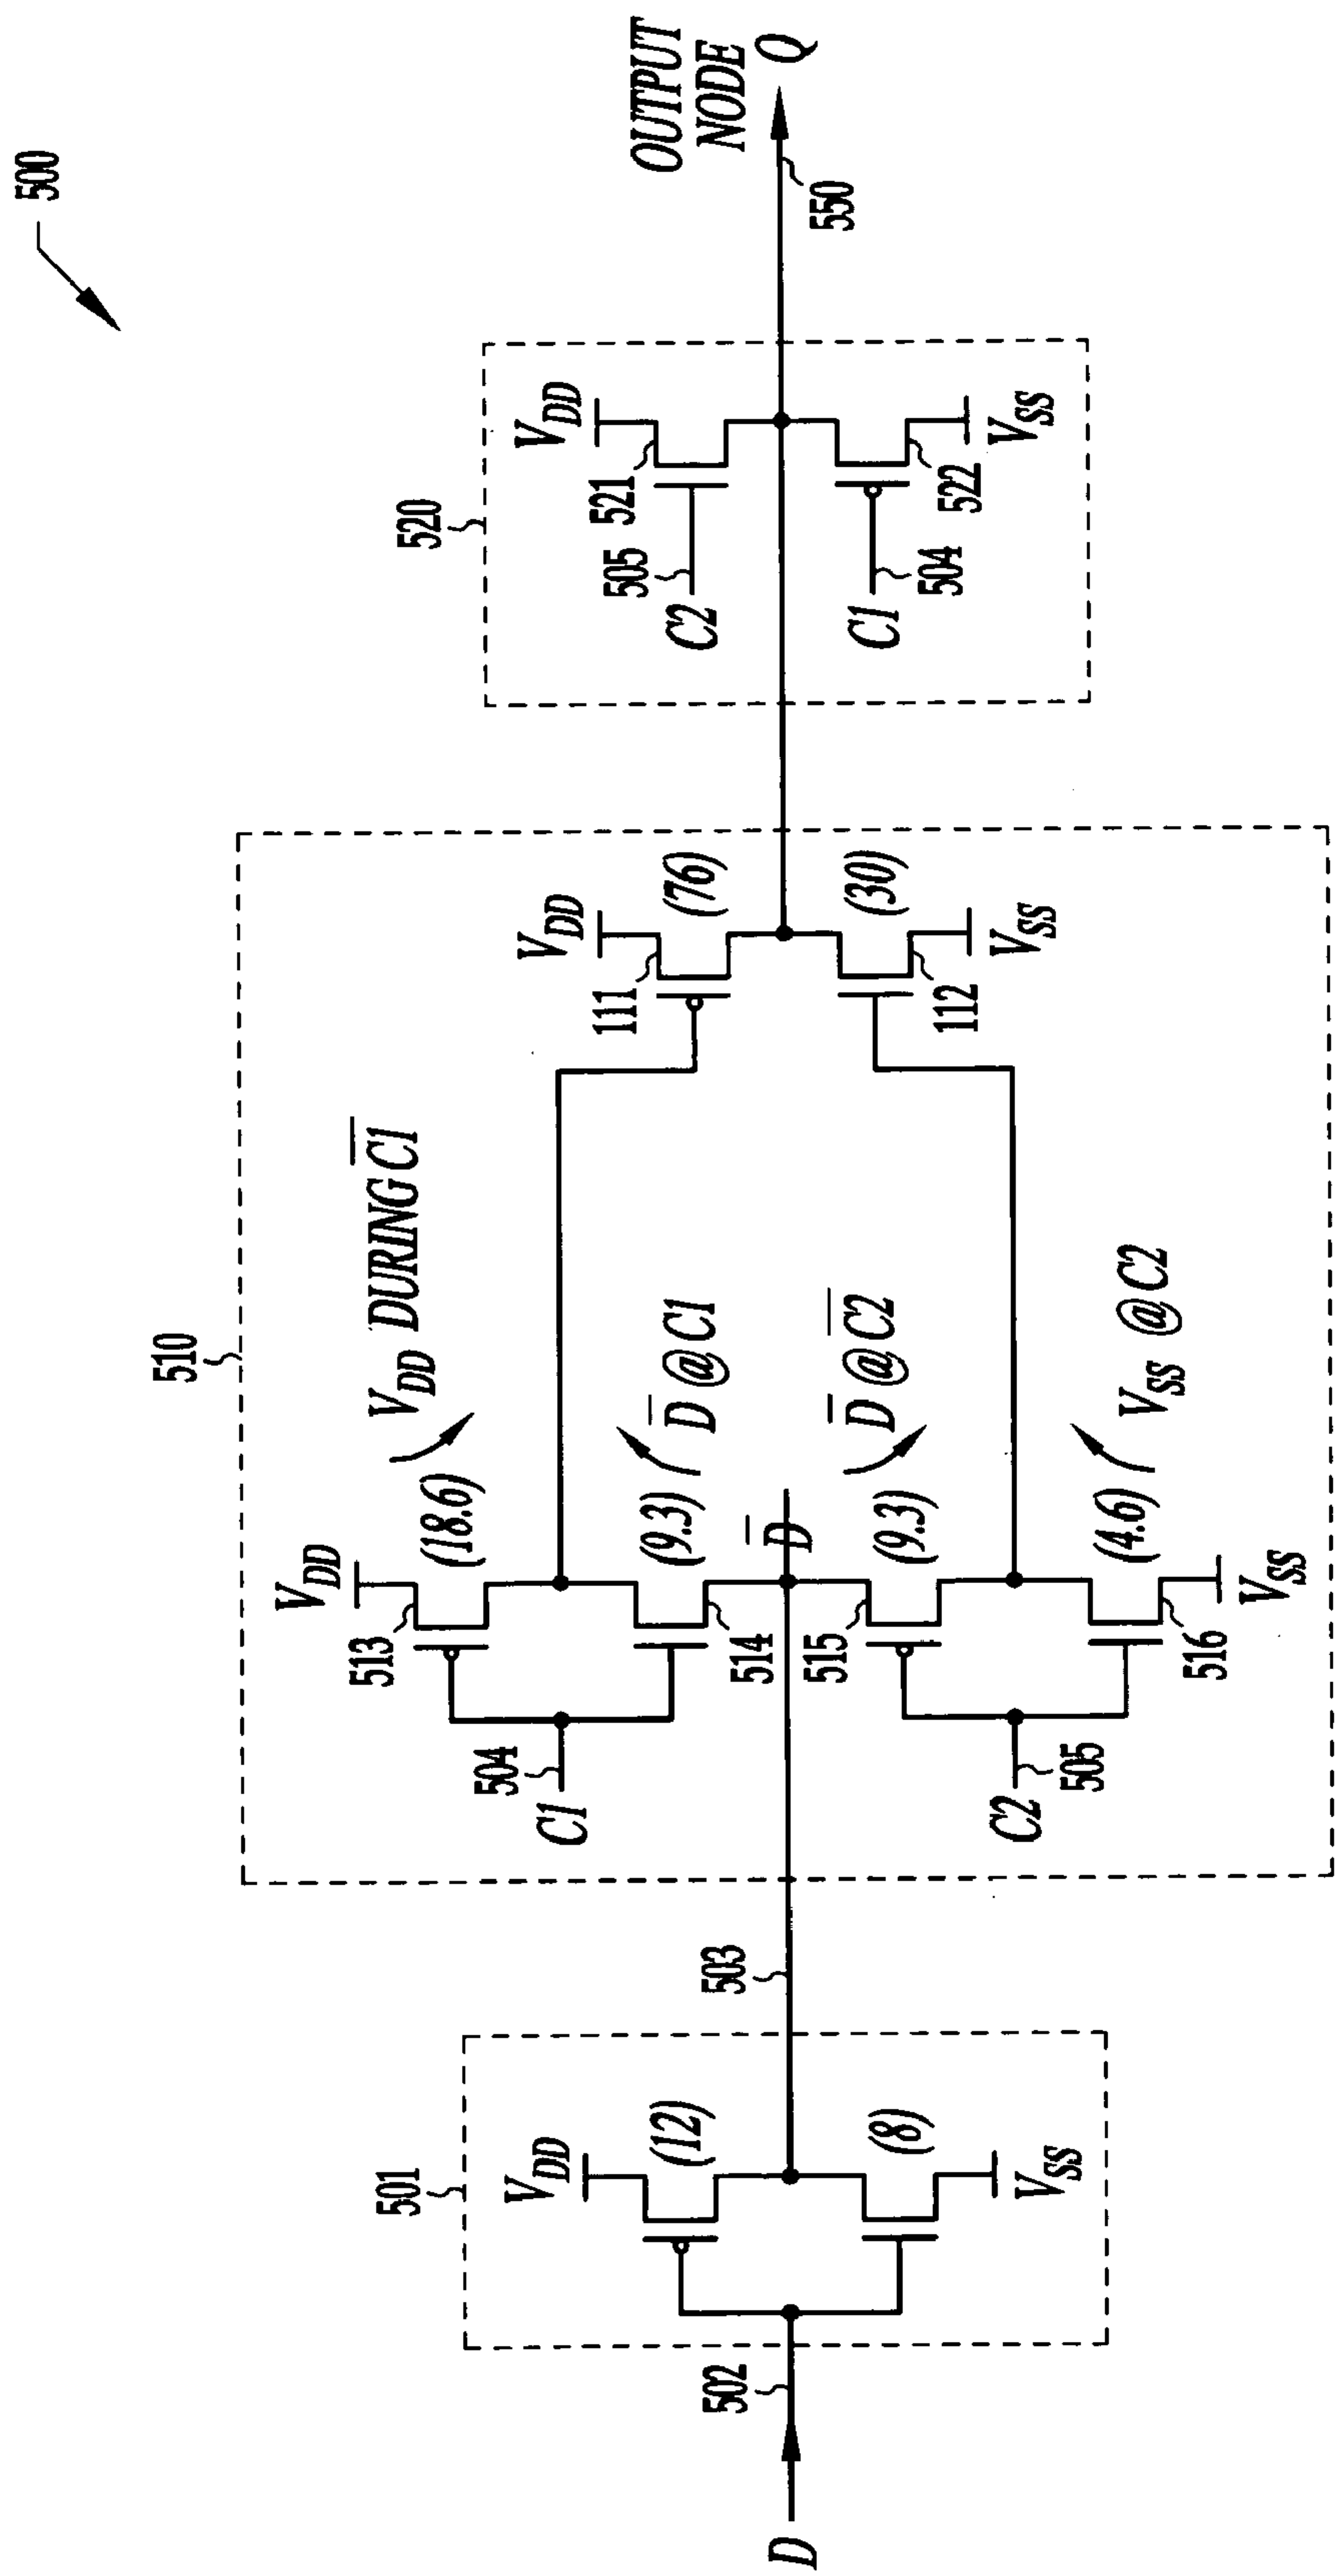 500
D
502
501
V_DD
(12)
(8)
V_SS
503
510
C1
504
C2
505
V_DD
513
(18.6)
V_DD DURING C̅1̅
514
(9.3)
D̅ @ C1
D̅
515
(9.3)
D̅ @ C̅2̅
516
(4.6)
V_SS @ C2
V_SS
V_DD
111
(76)
112
(30)
V_SS
520
C2
505
521
V_DD
C1
504
522
V_SS
550
OUTPUT
NODE
Q